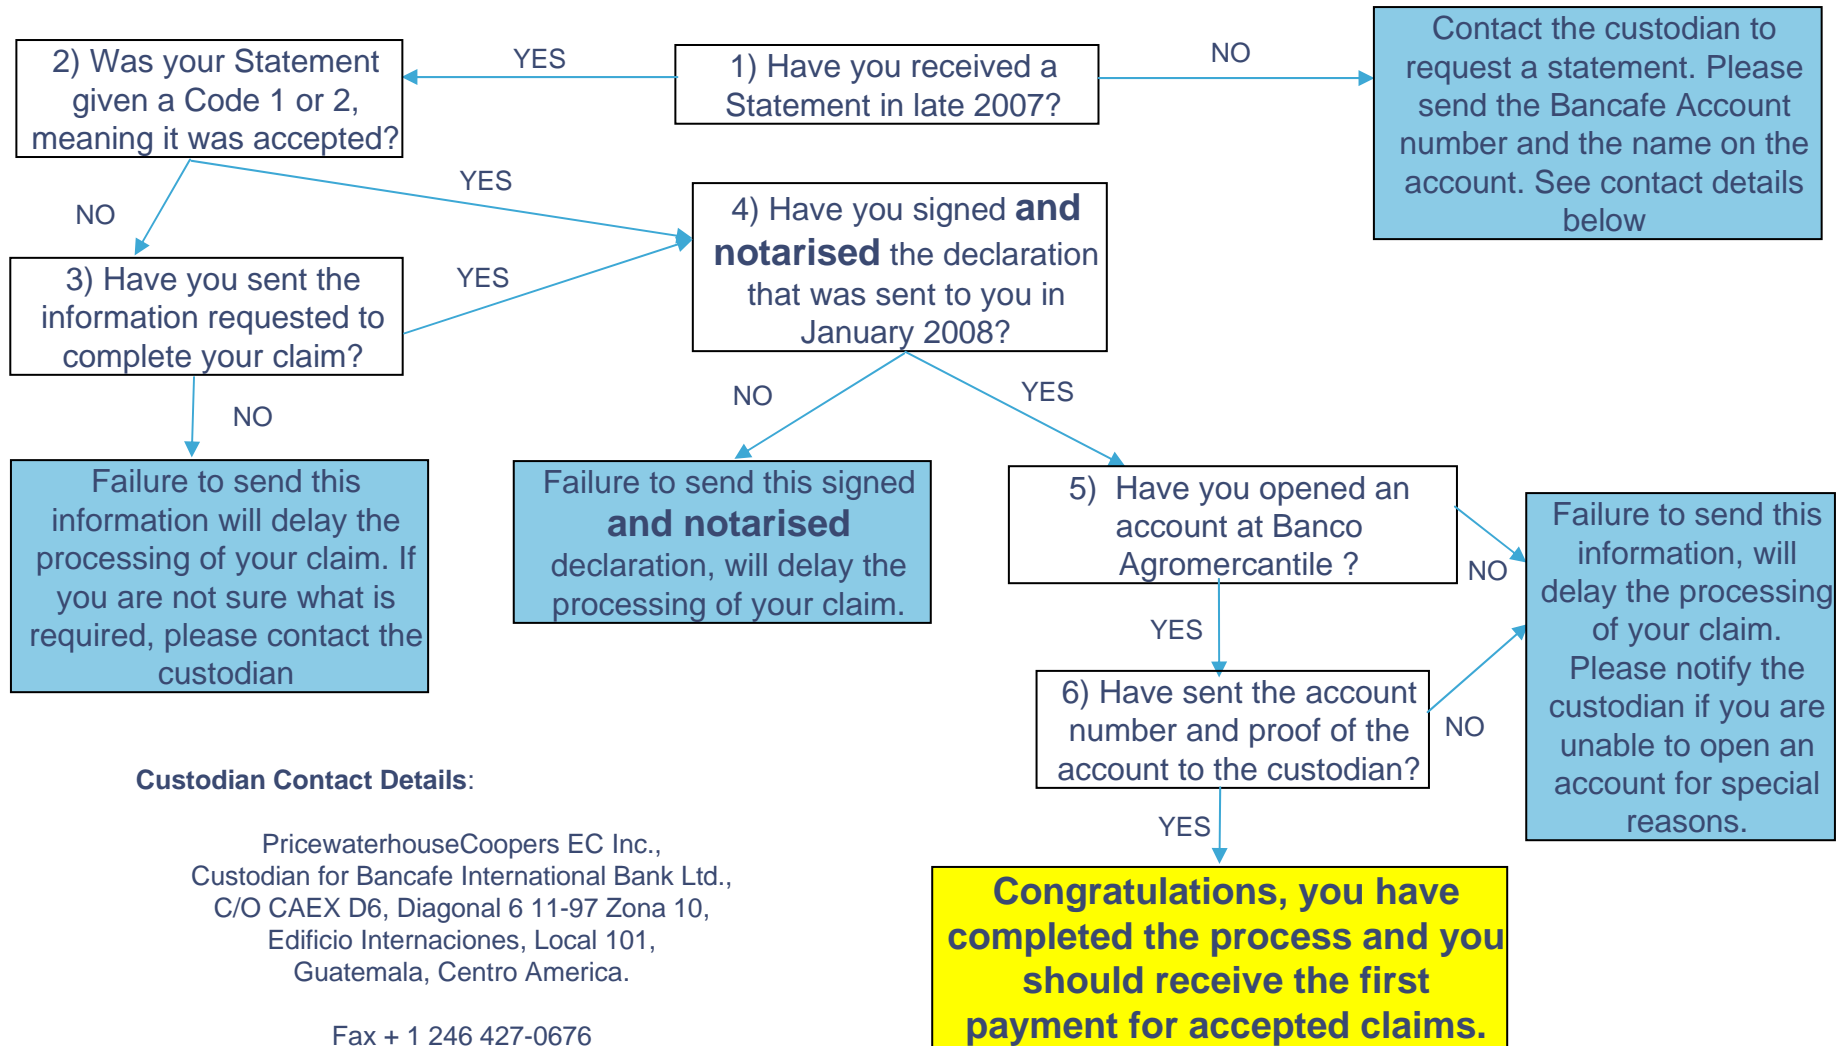 1) Have you received a
Statement in late 2007?
YES
NO
Contact the custodian to
request a statement. Please
send the Bancafe Account
number and the name on the
account. See contact details
below
2) Was your Statement
given a Code 1 or 2,
meaning it was accepted?
YES
NO
3) Have you sent the
information requested to
complete your claim?
YES
NO
Failure to send this
information will delay the
processing of your claim. If
you are not sure what is
required, please contact the
custodian
4) Have you signed and
notarised the declaration
that was sent to you in
January 2008?
NO
YES
Failure to send this signed
and notarised
declaration, will delay the
processing of your claim.
5) Have you opened an
account at Banco
Agromercantile ?
NO
YES
Failure to send this
information, will
delay the processing
of your claim.
Please notify the
custodian if you are
unable to open an
account for special
reasons.
6) Have sent the account
number and proof of the
account to the custodian?
NO
YES
Congratulations, you have
completed the process and you
should receive the first
payment for accepted claims.
Custodian Contact Details:
PricewaterhouseCoopers EC Inc.,
Custodian for Bancafe International Bank Ltd.,
C/O CAEX D6, Diagonal 6 11-97 Zona 10,
Edificio Internaciones, Local 101,
Guatemala, Centro America.
Fax + 1 246 427-0676